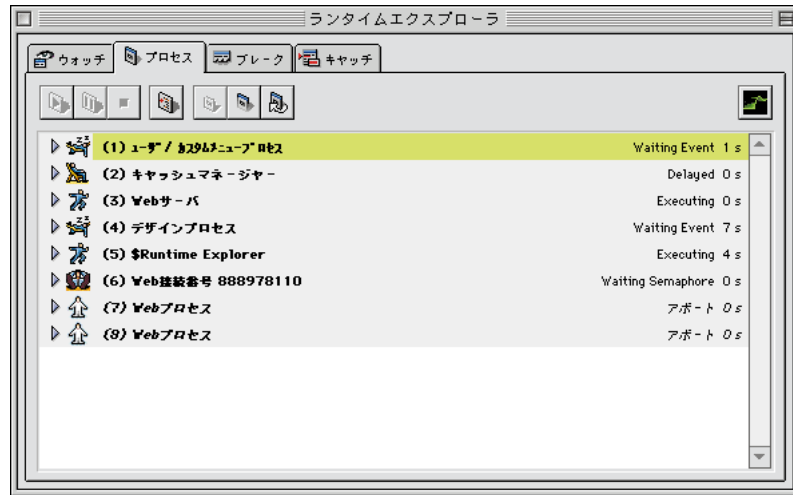 ランタイムエクスプローラ
ウォッチ プロセス ブレーク キャッチ
(1) ユーザ / カスタムメニュープロセス Waiting Event 1 s
(2) キャッシュマネージャー Delayed 0 s
(3) Webサーバ Executing 0 s
(4) デザインプロセス Waiting Event 7 s
(5) $Runtime Explorer Executing 4 s
(6) Web接続番号 888978110 Waiting Semaphore 0 s
(7) Webプロセス アボート 0 s
(8) Webプロセス アボート 0 s